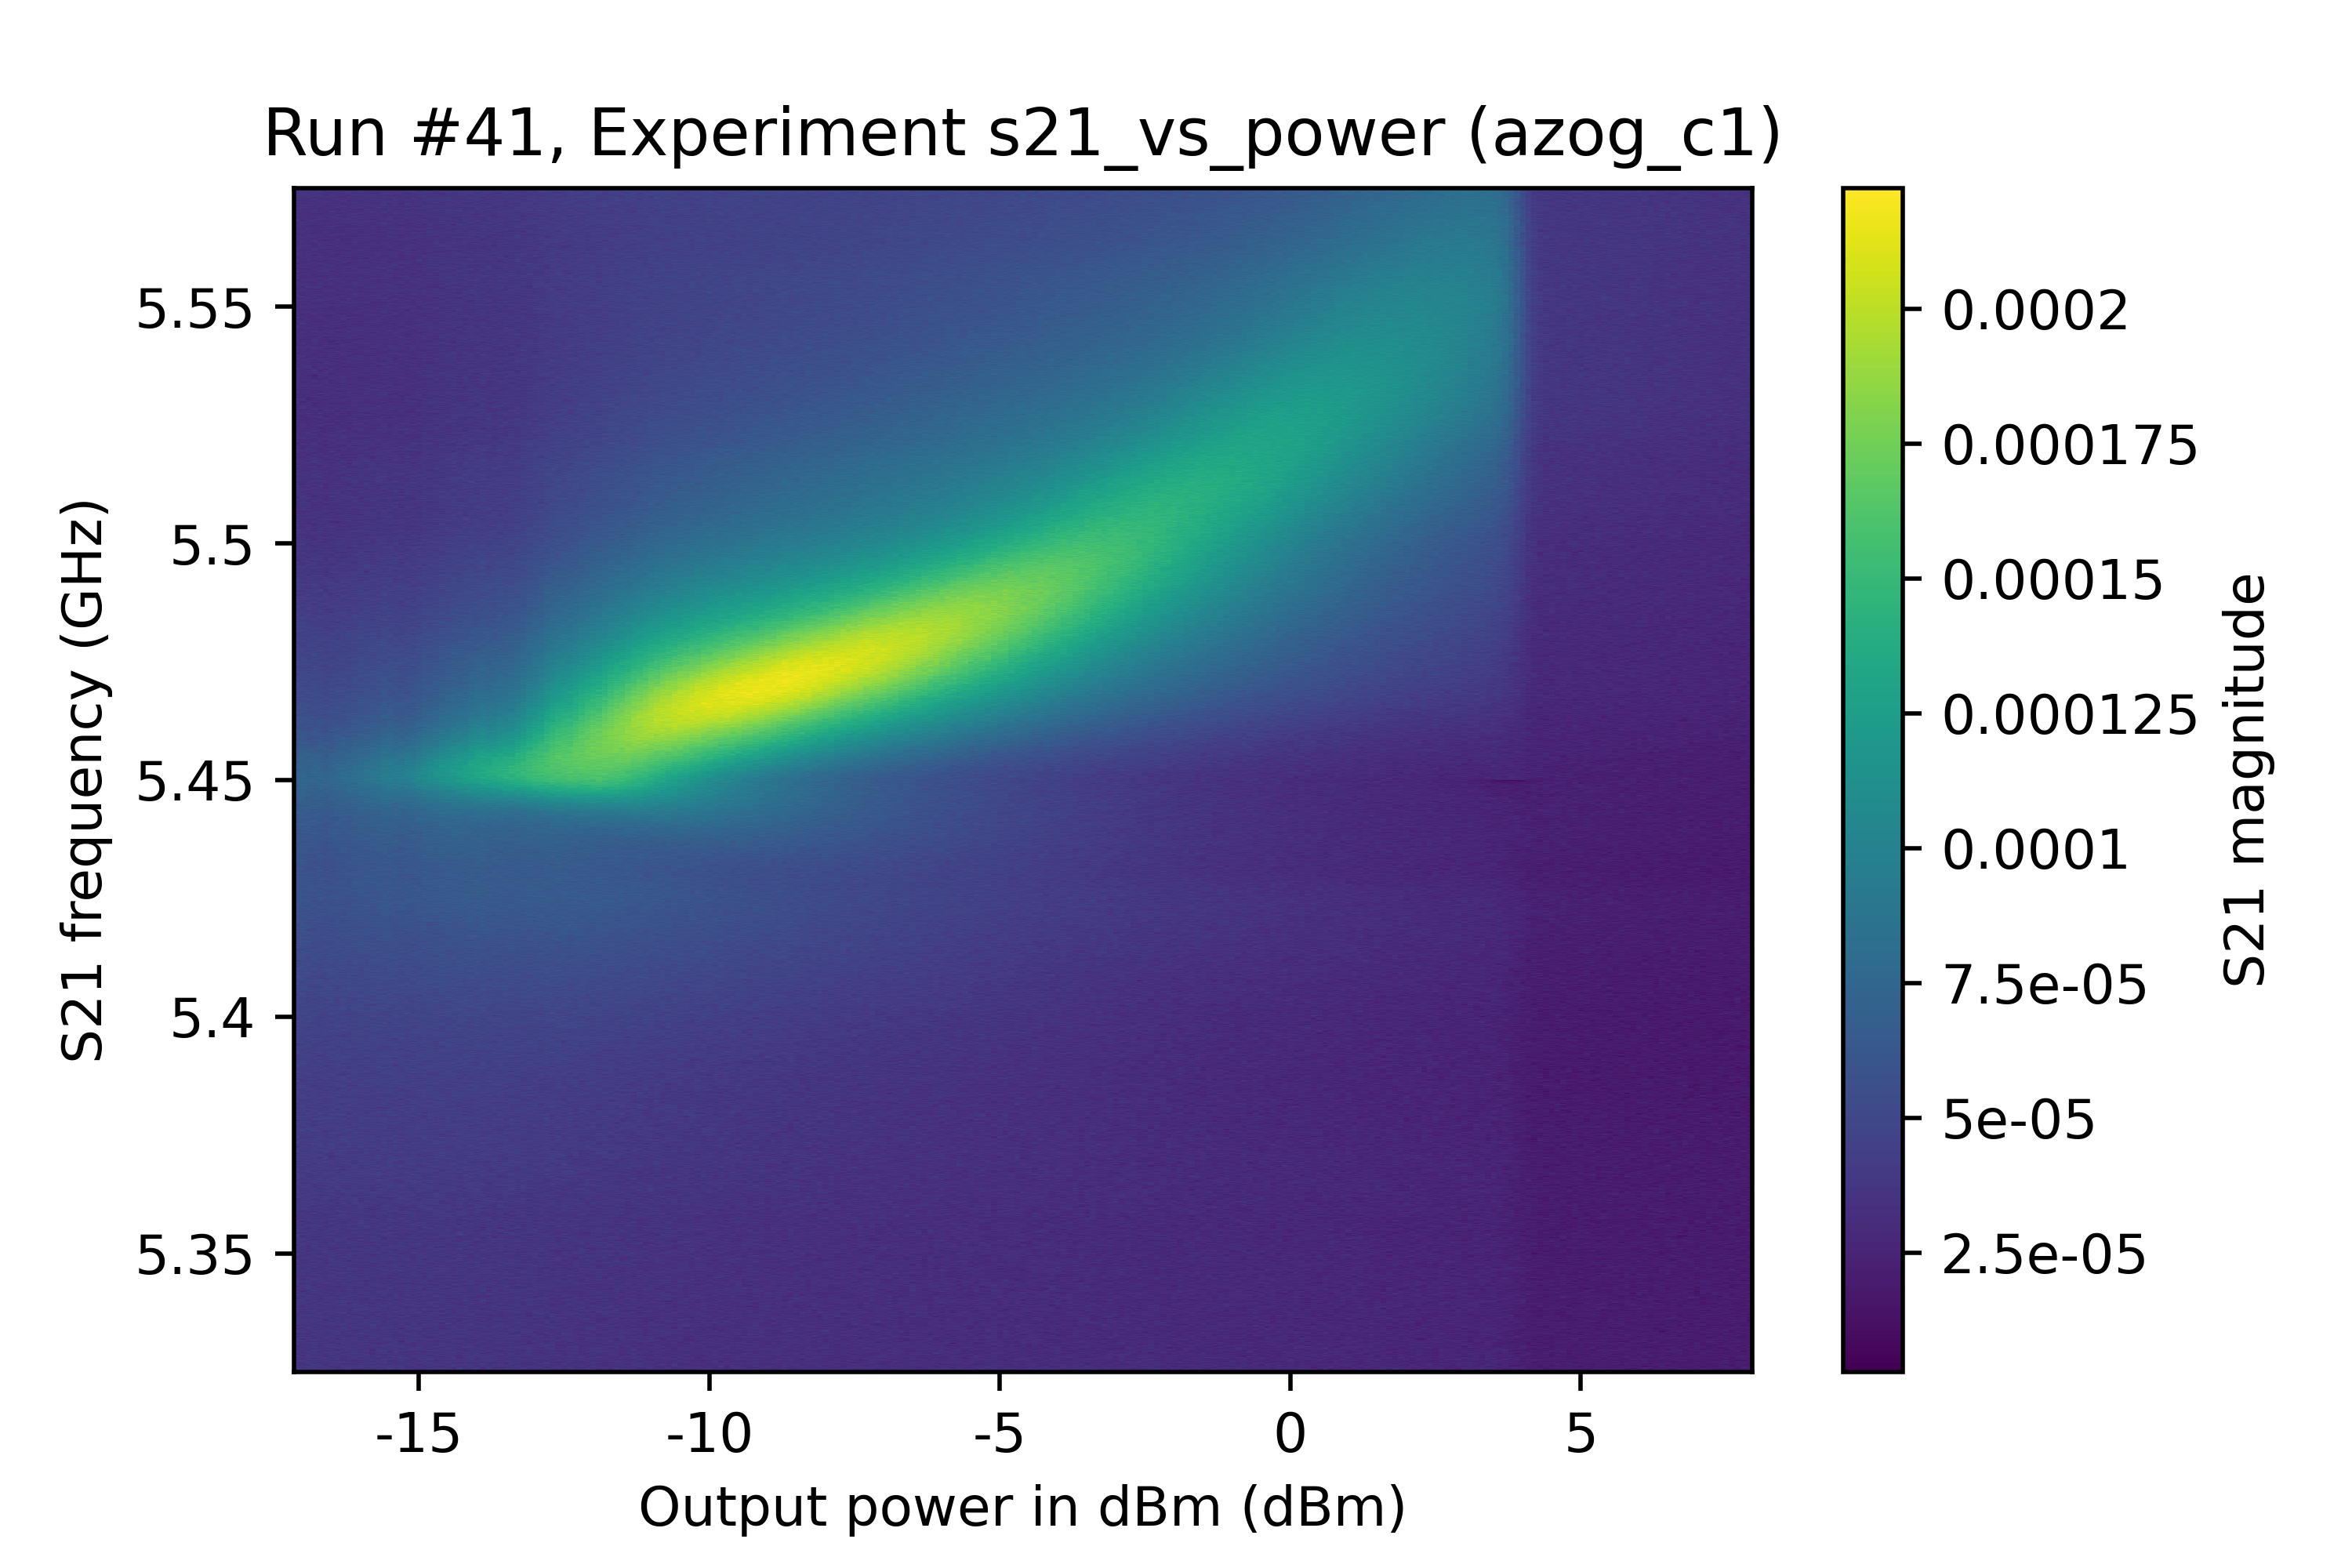 Run #41, Experiment s21_vs_power (azog_c1)
S21 frequency (GHz)
5.55
5.5
5.45
5.4
5.35
-15
-10
-5
0
5
Output power in dBm (dBm)
0.0002
0.000175
0.00015
0.000125
0.0001
7.5e-05
5e-05
2.5e-05
S21 magnitude